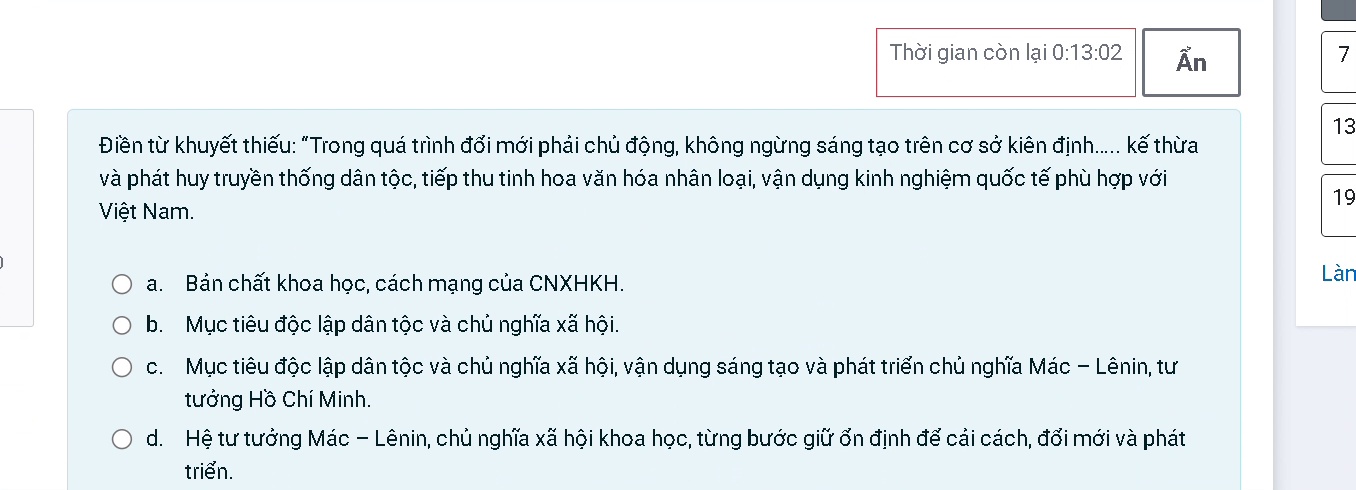 Thời gian còn lại 0:13:02
Ẩn
7
Điền từ khuyết thiếu: “Trong quá trình đổi mới phải chủ động, không ngừng sáng tạo trên cơ sở kiên định..... kế thừa
và phát huy truyền thống dân tộc, tiếp thu tinh hoa văn hóa nhân loại, vận dụng kinh nghiệm quốc tế phù hợp với
Việt Nam.
13
19
a. Bản chất khoa học, cách mạng của CNXHKH.
Làm
b. Mục tiêu độc lập dân tộc và chủ nghĩa xã hội.
c. Mục tiêu độc lập dân tộc và chủ nghĩa xã hội, vận dụng sáng tạo và phát triển chủ nghĩa Mác – Lênin, tư
tưởng Hồ Chí Minh.
d. Hệ tư tưởng Mác – Lênin, chủ nghĩa xã hội khoa học, từng bước giữ ổn định để cải cách, đổi mới và phát
triển.